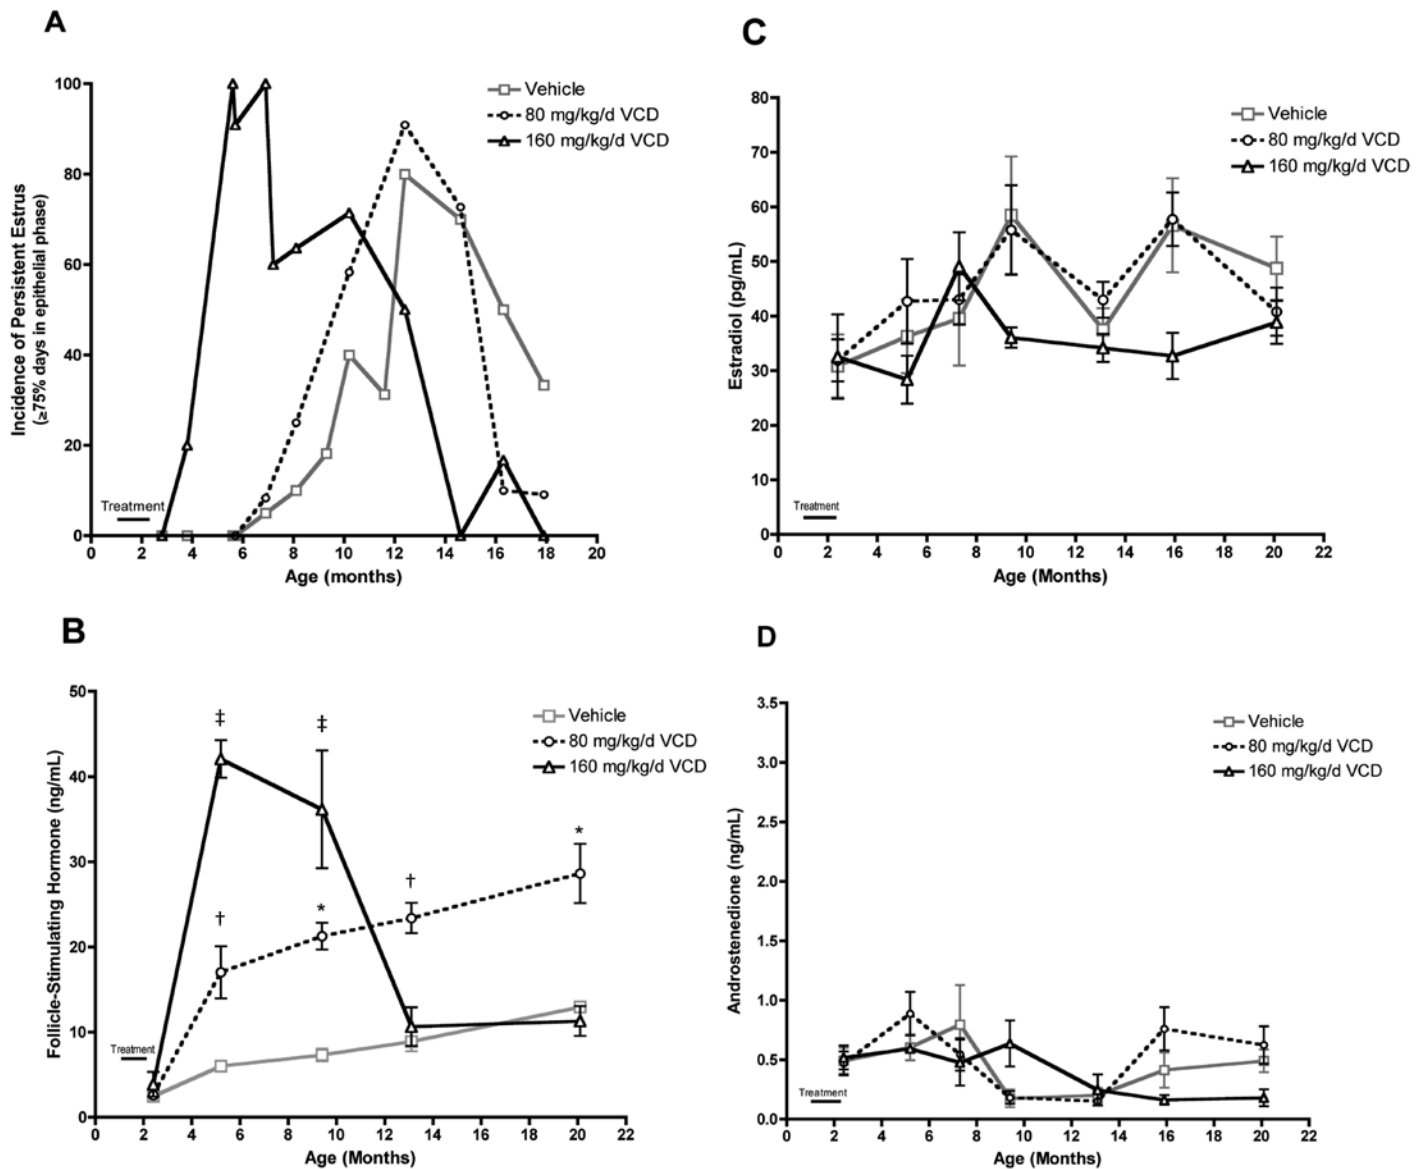 A
Incidence of Persistent Estrus
(≥75% days in epithelial phase)
100
80
60
40
20
0
Treatment
Vehicle
80 mg/kg/d VCD
160 mg/kg/d VCD
0 2 4 6 8 10 12 14 16 18 20
Age (months)
C
Estradiol (pg/mL)
80
70
60
50
40
30
20
10
0
Treatment
Vehicle
80 mg/kg/d VCD
160 mg/kg/d VCD
0 2 4 6 8 10 12 14 16 18 20 22
Age (Months)
B
Follicle-Stimulating Hormone (ng/mL)
50
40
30
20
10
0
Treatment
‡ ‡
† * † *
Vehicle
80 mg/kg/d VCD
160 mg/kg/d VCD
0 2 4 6 8 10 12 14 16 18 20 22
Age (Months)
D
Androstenedione (ng/mL)
3.5
3.0
2.5
2.0
1.5
1.0
0.5
0.0
Treatment
Vehicle
80 mg/kg/d VCD
160 mg/kg/d VCD
0 2 4 6 8 10 12 14 16 18 20 22
Age (Months)